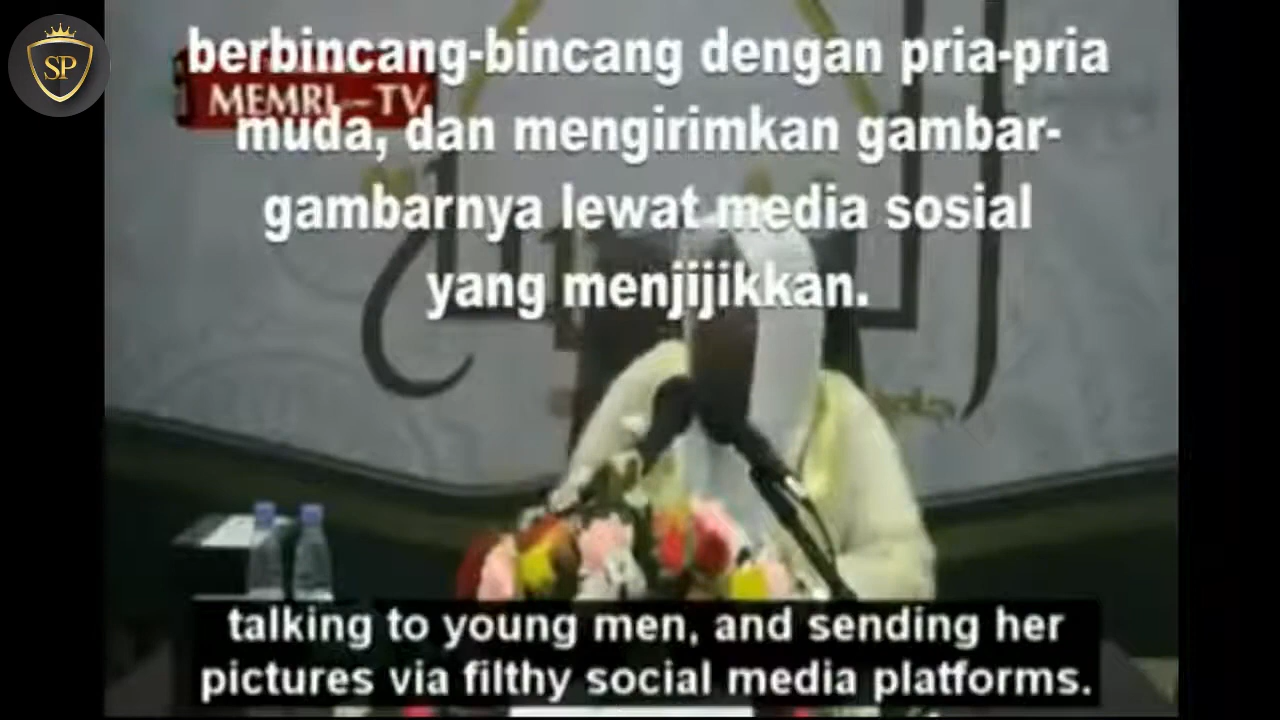 SP
berbincang-bincang dengan pria-pria
MEMRI-TV
muda, dan mengirimkan gambar-
gambarnya lewat media sosial
yang menjijikkan.
talking to young men, and sending her
pictures via filthy social media platforms.